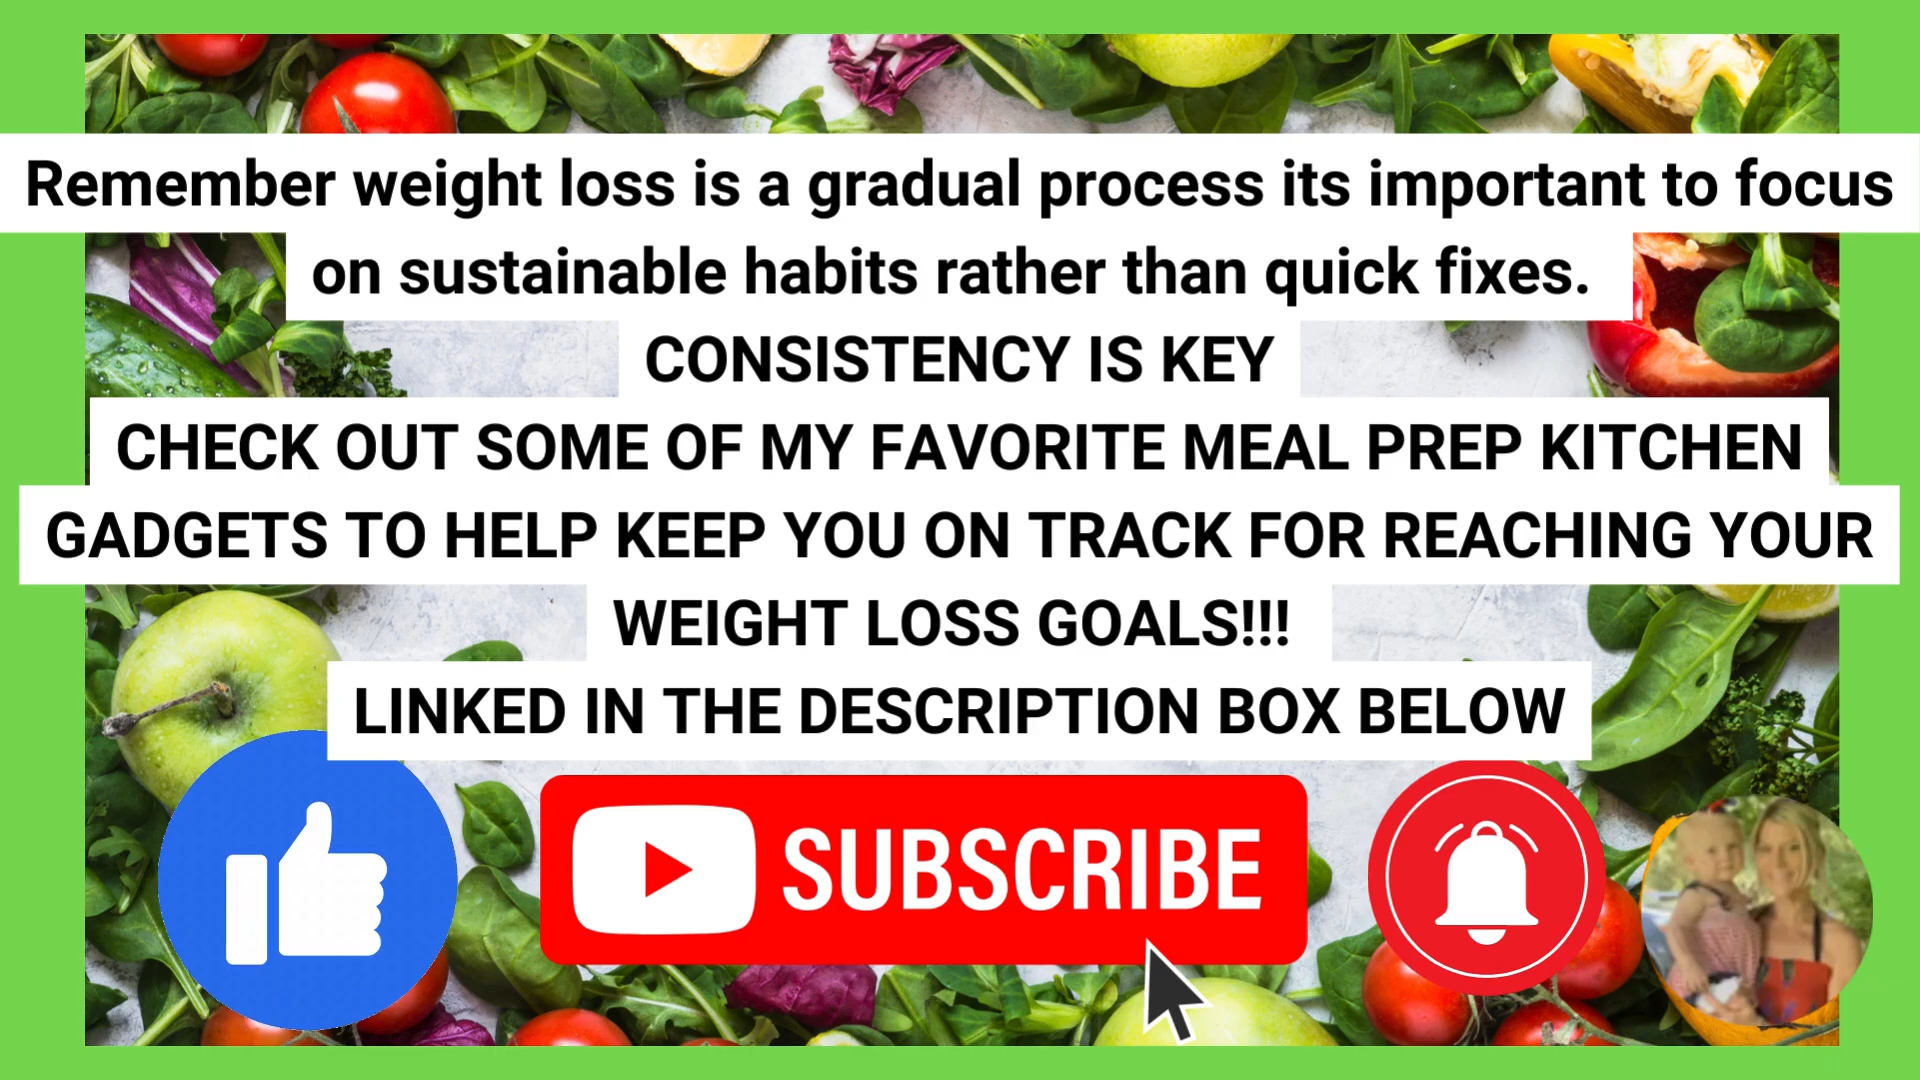 Remember weight loss is a gradual process its important to focus
on sustainable habits rather than quick fixes.
CONSISTENCY IS KEY
CHECK OUT SOME OF MY FAVORITE MEAL PREP KITCHEN
GADGETS TO HELP KEEP YOU ON TRACK FOR REACHING YOUR
WEIGHT LOSS GOALS!!!
LINKED IN THE DESCRIPTION BOX BELOW
SUBSCRIBE